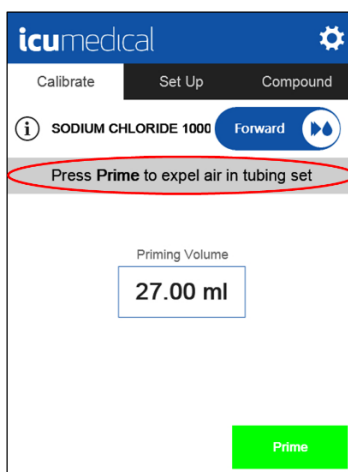 icumedical
Calibrate Set Up Compound
i SODIUM CHLORIDE 1000 Forward
Press Prime to expel air in tubing set
Priming Volume
27.00 ml
Prime